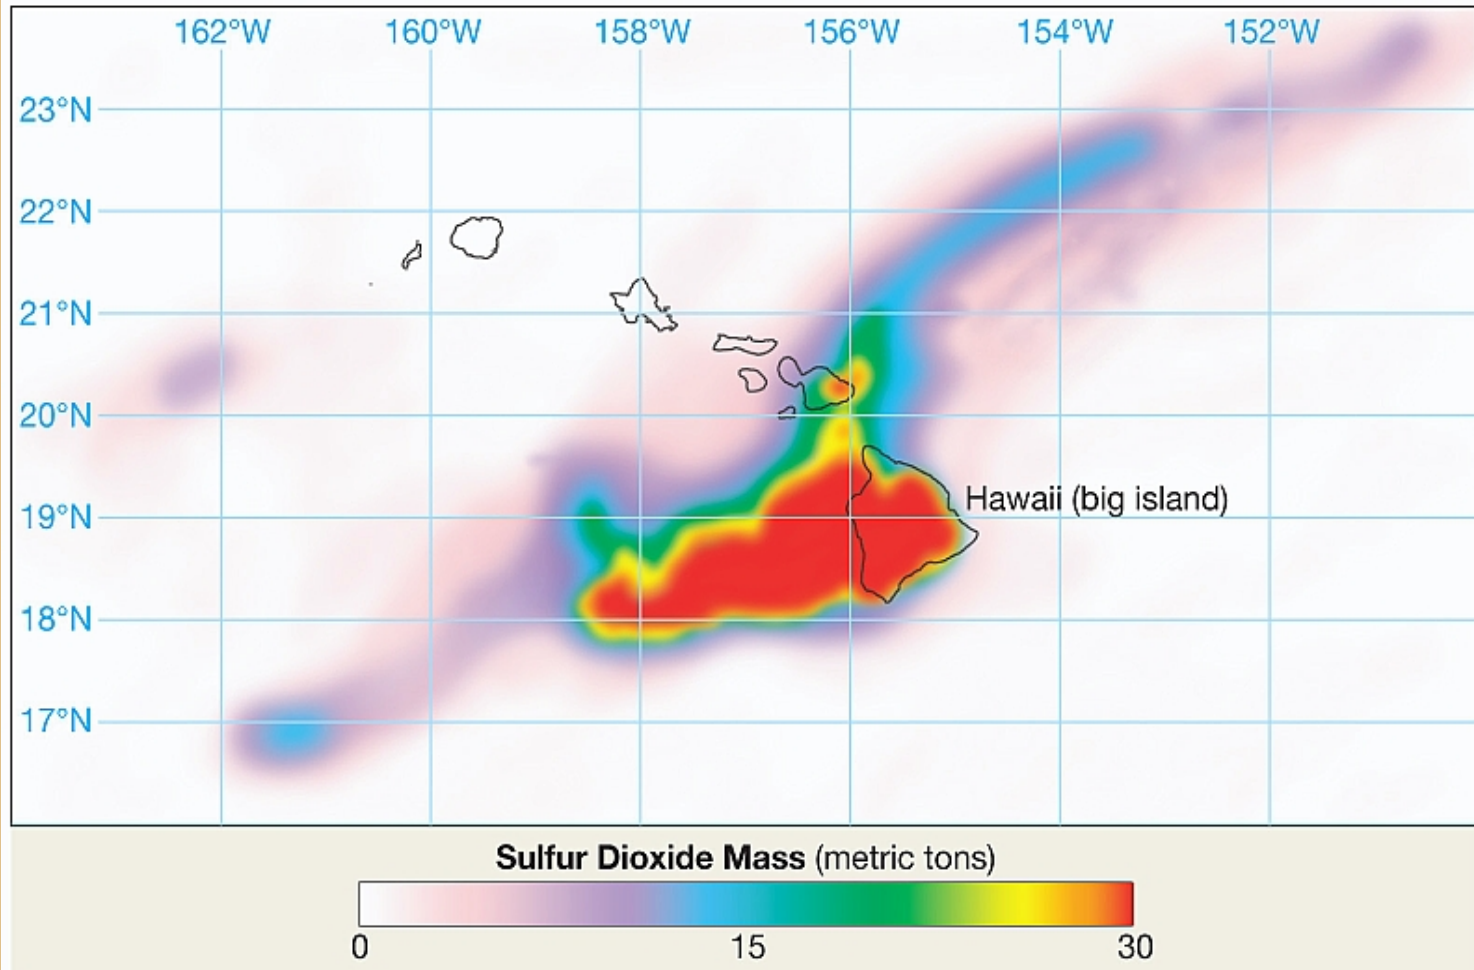 162°W 160°W 158°W 156°W 154°W 152°W
23°N
22°N
21°N
20°N
19°N
Hawaii (big island)
18°N
17°N
Sulfur Dioxide Mass (metric tons)
0 15 30